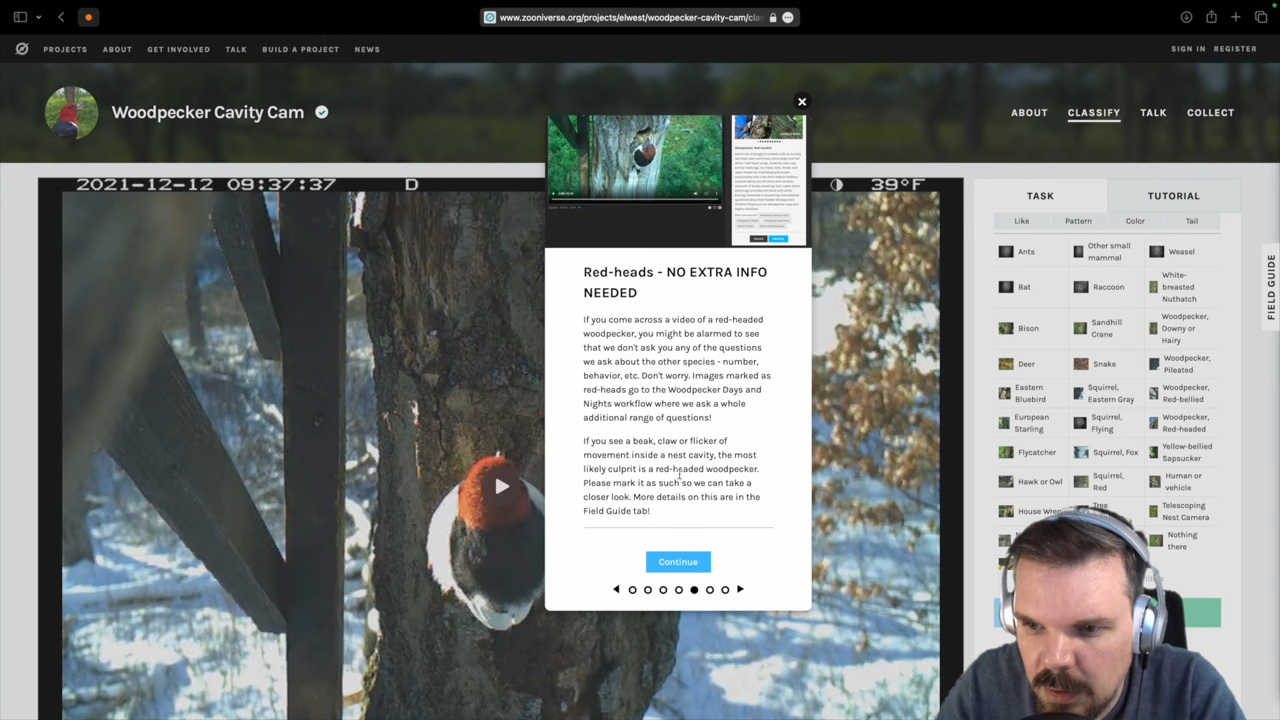 www.zooniverse.org/projects/elwest/woodpecker-cavity-cam/cla
PROJECTS ABOUT GET INVOLVED TALK BUILD A PROJECT NEWS
SIGN IN REGISTER
Woodpecker Cavity Cam
ABOUT CLASSIFY TALK COLLECT
D 39°F
TASK TUTORIAL
Like Pattern Color Tail
Ants
Bat
Bison
Deer
Eastern
Bluebird
European
Starling
Flycatcher
Hawk or Owl
House Wren
Other small
mammal
Raccoon
Sandhill
Crane
Snake
Squirrel,
Eastern Gray
Squirrel,
Flying
Squirrel, Fox
Squirrel,
Red
Tree
Weasel
White-
breasted
Nuthatch
Woodpecker,
Downy or
Hairy
Woodpecker,
Pileated
Woodpecker,
Red-bellied
Woodpecker,
Red-headed
Yellow-bellied
Sapsucker
Human or
vehicle
Telescoping
Nest Camera
Nothing
there
FIELD GUIDE
Woodpecker, Red-headed
Red-heads - NO EXTRA INFO
NEEDED
If you come across a video of a red-headed
woodpecker, you might be alarmed to see
that we don't ask you any of the questions
we ask about the other species - number,
behavior, etc. Don't worry. Images marked as
red-heads go to the Woodpecker Days and
Nights workflow where we ask a whole
additional range of questions!
If you see a beak, claw or flicker of
movement inside a nest cavity, the most
likely culprit is a red-headed woodpecker.
Please mark it as such so we can take a
closer look. More details on this are in the
Field Guide tab!
Continue